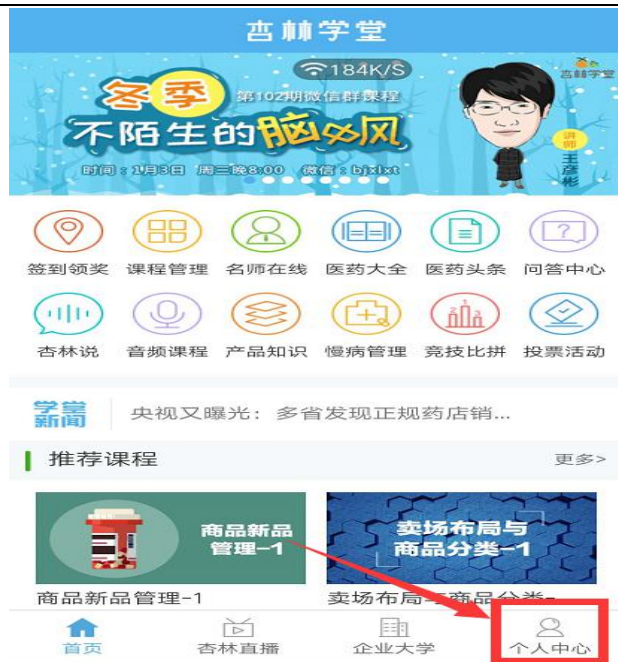 杏林学堂
184K/S
杏林学堂
冬季
第102期微信群课程
不陌生的脑中风
讲师
王彦彬
时间：1月3日 周三晚8:00 微信：bjxlxt
签到领奖 课程管理 名师在线 医药大全 医药头条 问答中心
杏林说 音频课程 产品知识 慢病管理 竞技比拼 投票活动
学堂
新闻
央视又曝光：多省发现正规药店销...
推荐课程 更多>
商品新品
管理-1
卖场布局与
商品分类-1
商品新品管理-1 卖场布局与商品分类-
首页 杏林直播 企业大学 个人中心